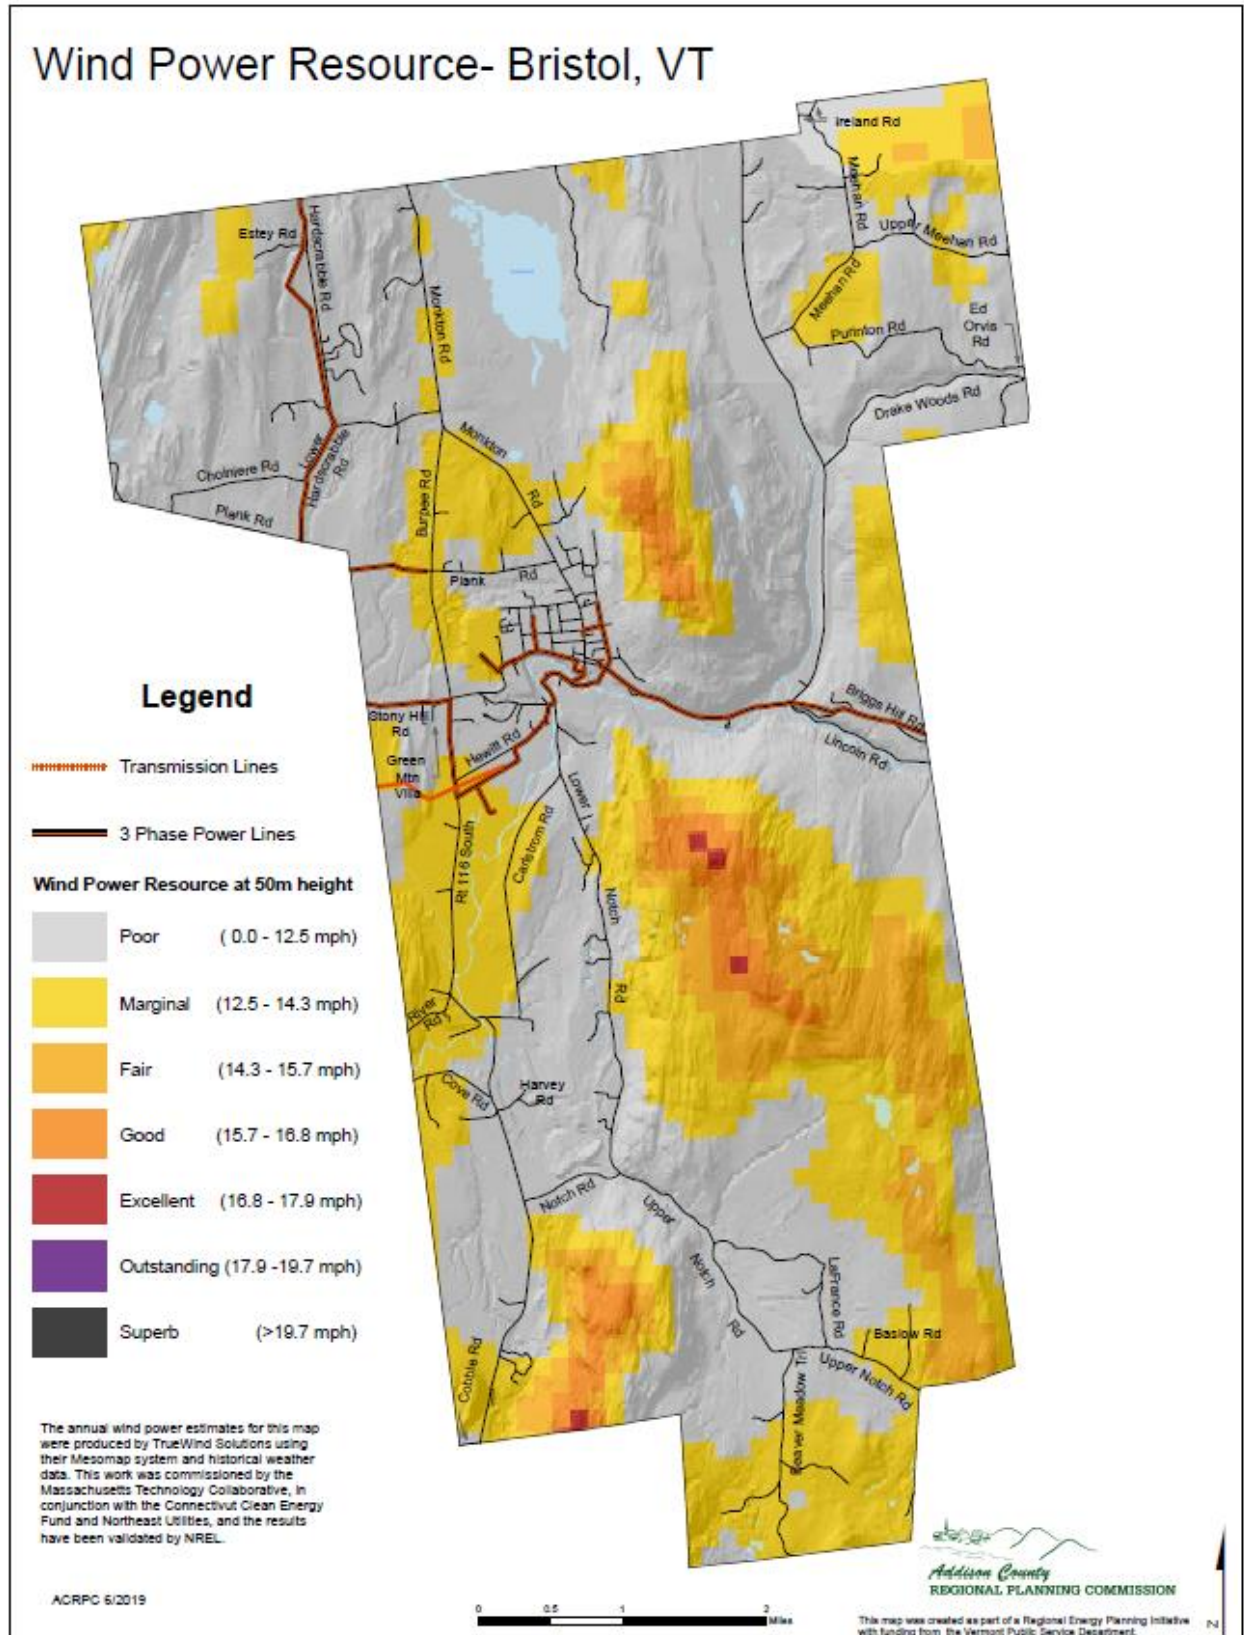 Wind Power Resource- Bristol, VT
Ireland Rd
Meehan Rd
Upper Meehan Rd
Estey Rd
Hardscrabble Rd
Monkton Rd
Meehan Rd
Purinton Rd
Ed
Orvis
Rd
Drake Woods Rd
Monkton
Rd
Lower
Hardscrabble
Rd
Cholmere Rd
Plank Rd
Burpee Rd
Plank Rd
Stony Hill
Rd
Green
Mtn
Villa
Hewitt Rd
Briggs Hill Rd
Lincoln Rd
Lower
Notch
Rd
Carlstrom Rd
Rt 116 South
River
Rd
Cove Rd
Harvey
Rd
Notch Rd
Upper
Notch
Rd
LaFrance Rd
Baslow Rd
Upper Notch Rd
Beaver Meadow Trl
Cobble Rd
Legend
Transmission Lines
3 Phase Power Lines
Wind Power Resource at 50m height
Poor ( 0.0 - 12.5 mph)
Marginal (12.5 - 14.3 mph)
Fair (14.3 - 15.7 mph)
Good (15.7 - 16.8 mph)
Excellent (16.8 - 17.9 mph)
Outstanding (17.9 -19.7 mph)
Superb (>19.7 mph)
The annual wind power estimates for this map
were produced by TrueWind Solutions using
their Mesomap system and historical weather
data. This work was commissioned by the
Massachusetts Technology Collaborative, in
conjunction with the Connecticut Clean Energy
Fund and Northeast Utilities, and the results
have been validated by NREL.
ACRPC 6/2019
0 0.5 1 2
Miles
Addison County
REGIONAL PLANNING COMMISSION
This map was created as part of a Regional Energy Planning Initiative
with funding from the Vermont Public Service Department.
N